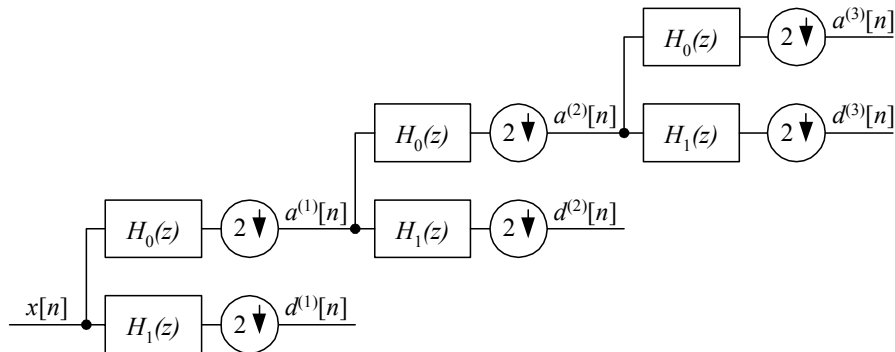 H₀(z) 2 a⁽³⁾[n]
H₀(z) 2 a⁽²⁾[n] H₁(z) 2 d⁽³⁾[n]
H₀(z) 2 a⁽¹⁾[n] H₁(z) 2 d⁽²⁾[n]
x[n] H₁(z) 2 d⁽¹⁾[n]